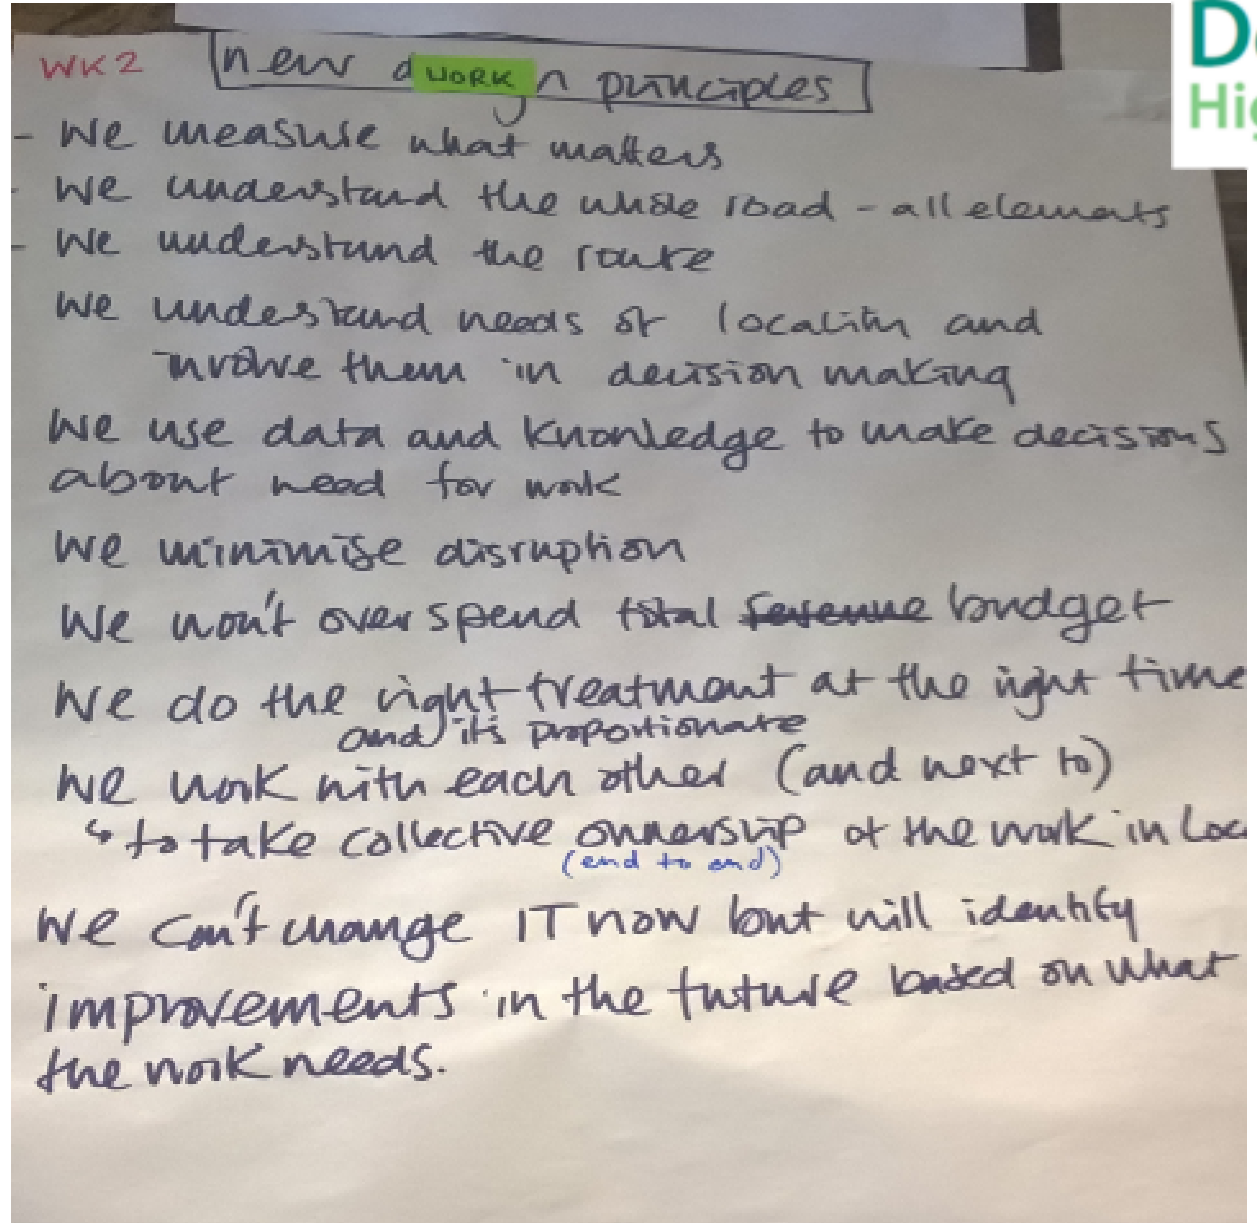 WK2 new d WORK n principles
- We measure what matters
- We understand the whole road - all elements
- We understand the route
We understand needs of locality and
involve them in decision making
We use data and knowledge to make decisions
about need for work
We minimise disruption
We won't overspend total revenue budget
We do the right treatment at the right time
and it's proportionate
We work with each other (and next to)
↳ to take collective ownership of the work in Loc
(end to end)
We can't change IT now but will identify
improvements in the future based on what
the work needs.
D
Hig